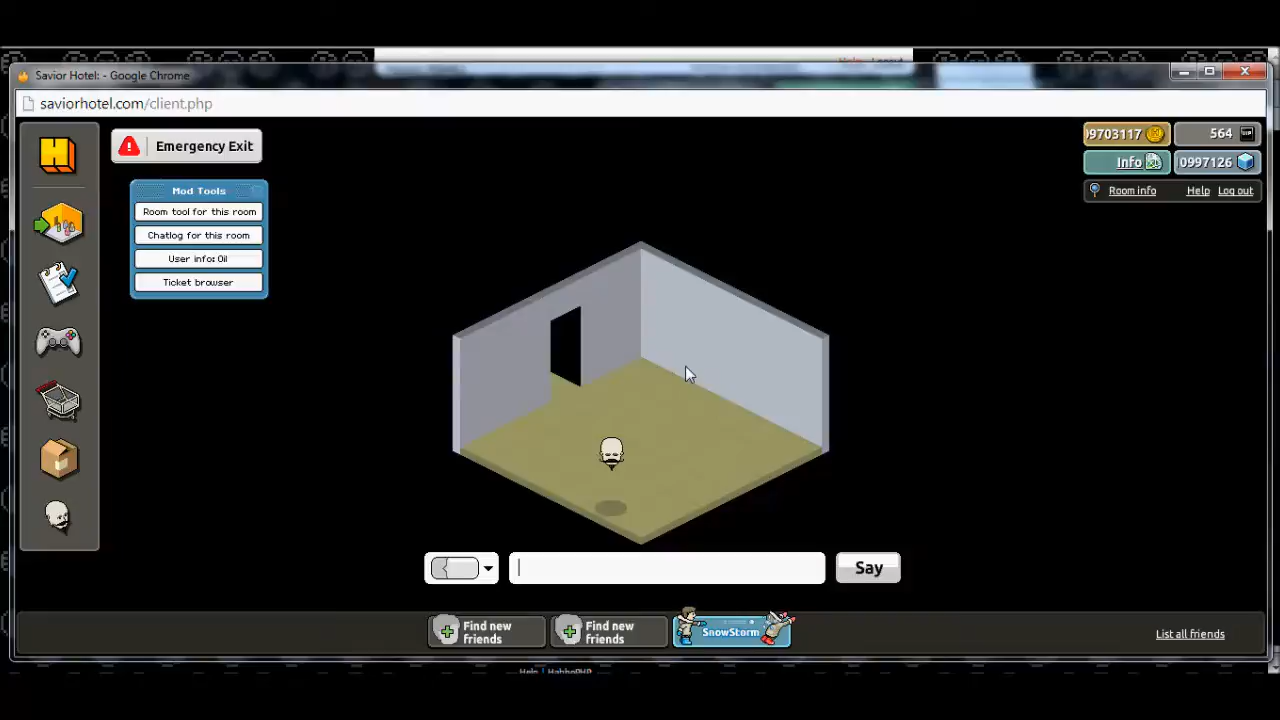 Savior Hotel: - Google Chrome
saviorhotel.com/client.php
Emergency Exit
9703117
564
Info
0997126
Room info
Help
Log out
Mod Tools
Room tool for this room
Chatlog for this room
User info: Oil
Ticket browser
Say
Find new
friends
Find new
friends
SnowStorm
List all friends
Help | HabboPHP